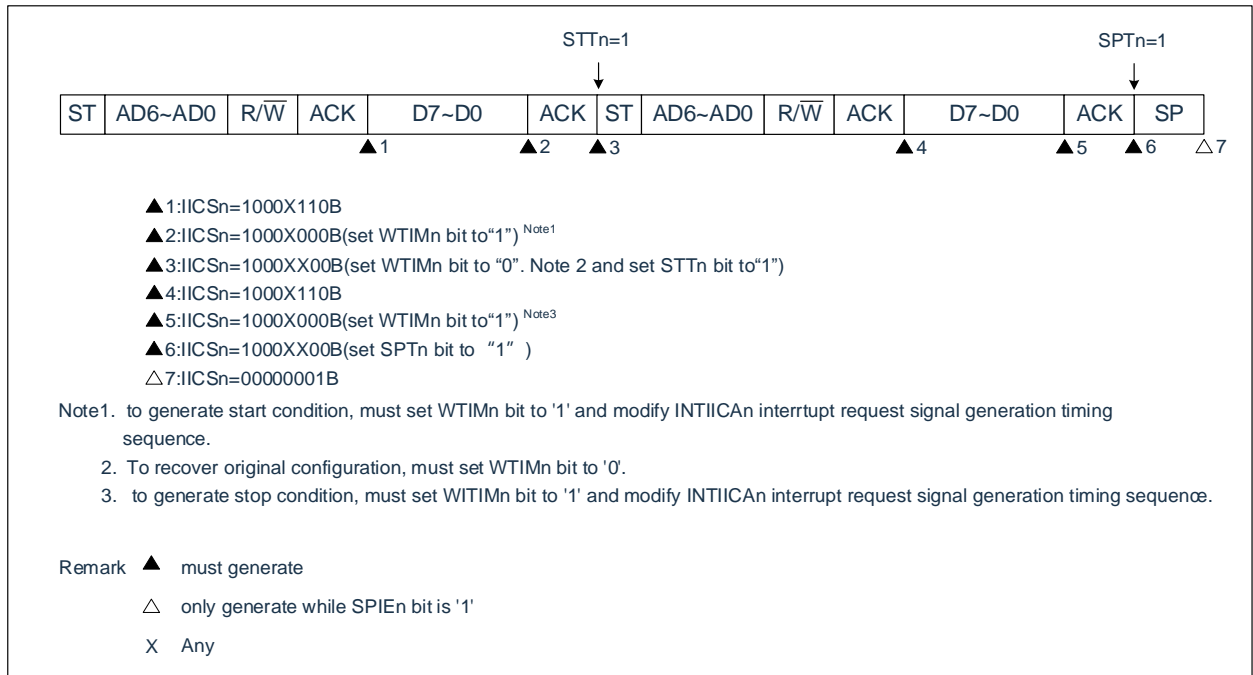 STTn=1 SPTn=1
ST AD6~AD0 R/W̅ ACK D7~D0 ACK ST AD6~AD0 R/W̅ ACK D7~D0 ACK SP
▲1 ▲2 ▲3 ▲4 ▲5 ▲6 △7
▲1:IICSn=1000X110B
▲2:IICSn=1000X000B(set WTIMn bit to“1”) Note1
▲3:IICSn=1000XX00B(set WTIMn bit to “0”. Note 2 and set STTn bit to“1”)
▲4:IICSn=1000X110B
▲5:IICSn=1000X000B(set WTIMn bit to“1”) Note3
▲6:IICSn=1000XX00B(set SPTn bit to “1” )
△7:IICSn=00000001B
Note1. to generate start condition, must set WTIMn bit to '1' and modify INTIICAn interrtupt request signal generation timing
sequence.
2. To recover original configuration, must set WTIMn bit to '0'.
3. to generate stop condition, must set WITIMn bit to '1' and modify INTIICAn interrupt request signal generation timing sequence.
Remark ▲ must generate
△ only generate while SPIEn bit is '1'
X Any